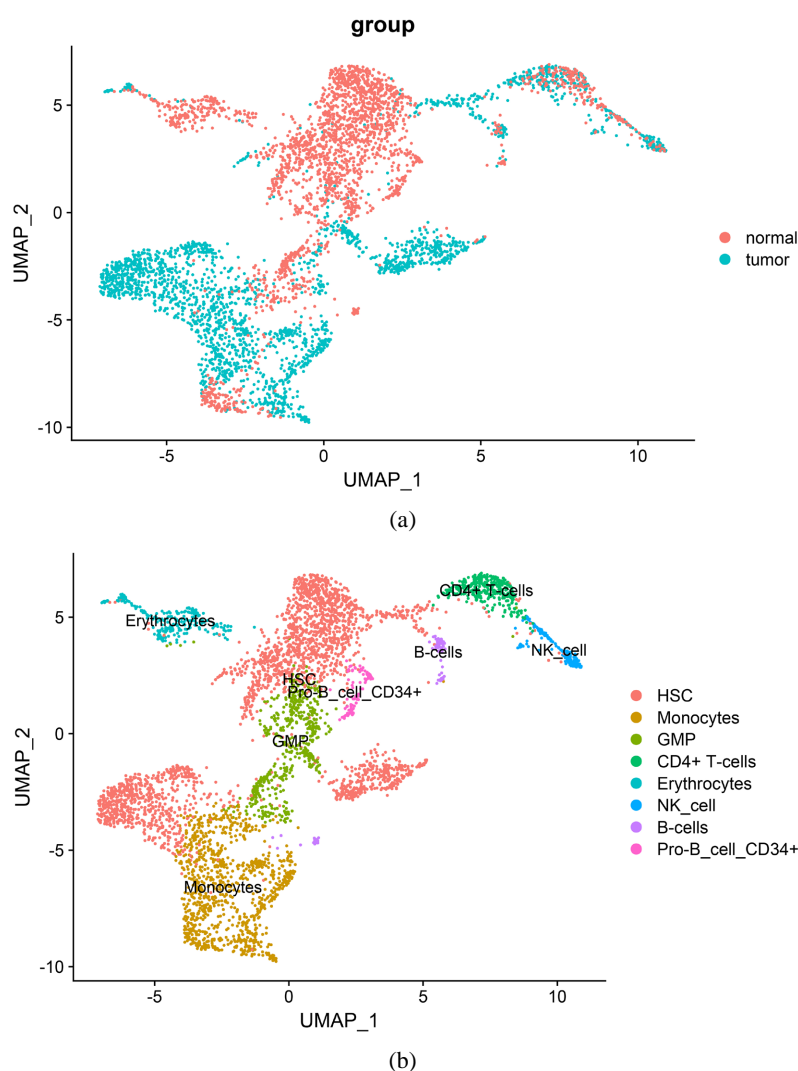 group
UMAP_2
5
0
-5
-10
-5
0
5
10
UMAP_1
normal
tumor
(a)
UMAP_2
5
0
-5
-10
-5
0
5
10
UMAP_1
Erythrocytes
CD4+ T-cells
B-cells
NK_cell
HSC
Pro-B_cell_CD34+
GMP
Monocytes
HSC
Monocytes
GMP
CD4+ T-cells
Erythrocytes
NK_cell
B-cells
Pro-B_cell_CD34+
(b)